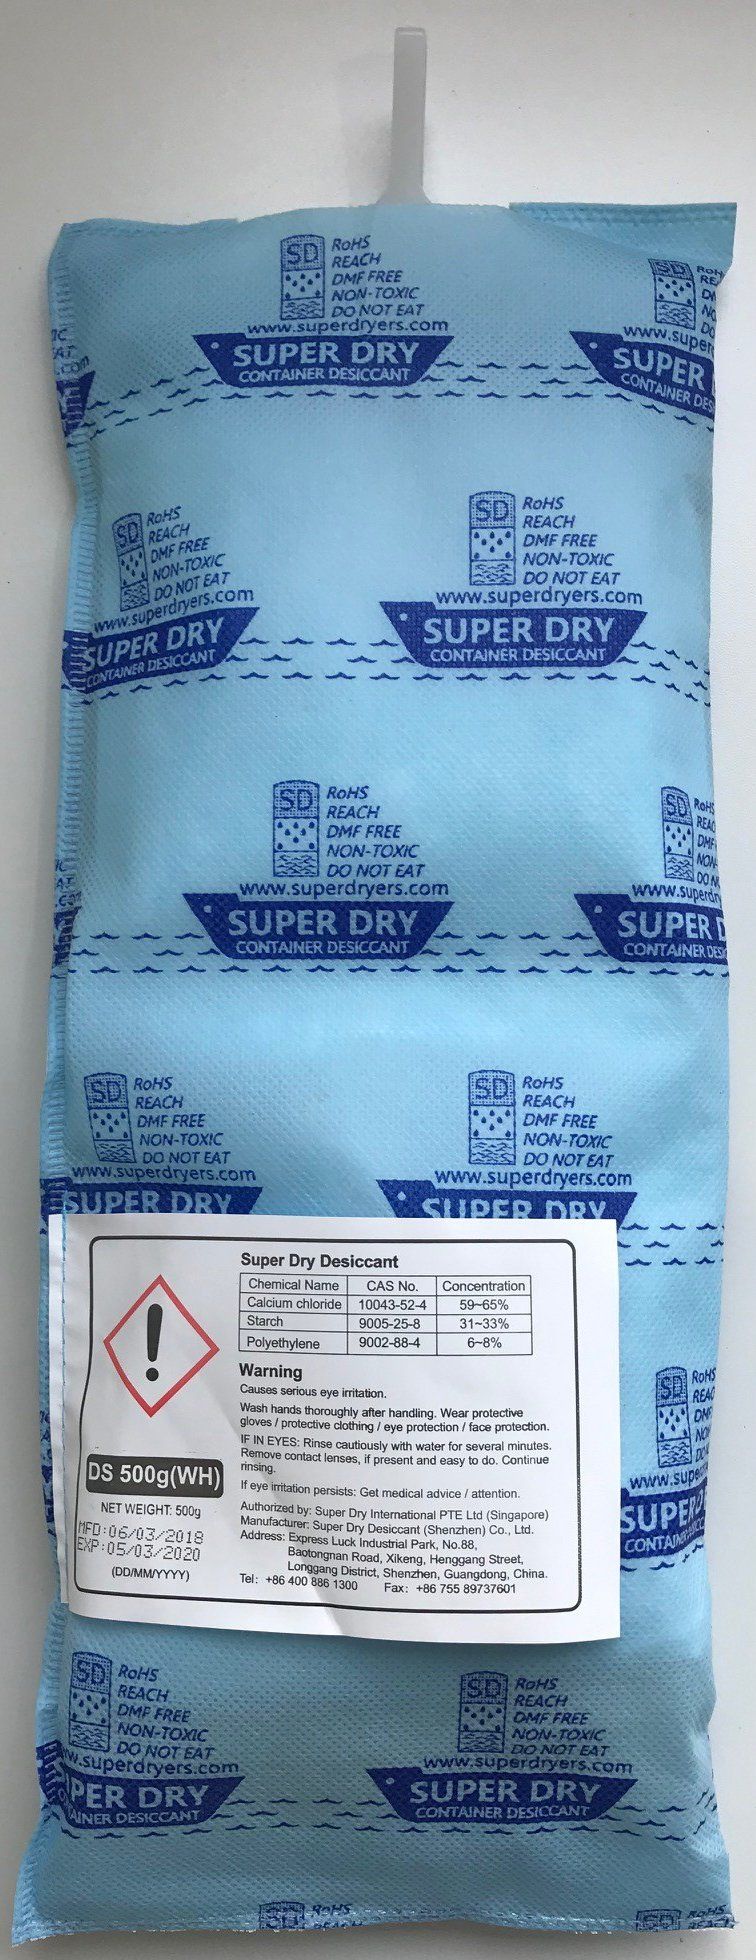 SD RoHS
REACH
DMF FREE
NON-TOXIC
DO NOT EAT
www.superdryers.com
SUPER DRY
CONTAINER DESICCANT
SD RoHS
REACH
DMF FREE
NON-TOXIC
DO NOT EAT
www.superdryers.com
SUPER DRY
CONTAINER DESICCANT
SD RoHS
REACH
DMF FREE
NON-TOXIC
DO NOT EAT
www.superdryers.com
SUPER DRY
CONTAINER DESICCANT
SD RoHS
REACH
DMF FREE
NON-TOXIC
DO NOT EAT
www.superdryers.com
SUPER DRY
CONTAINER DESICCANT
SD RoHS
REACH
DMF FREE
NON-TOXIC
DO NOT EAT
www.superdryers.com
SUPER DRY
SD RoHS
REACH
DMF FREE
NON-TOXIC
DO NOT EAT
www.superdryers.com
SUPER DRY
Super Dry Desiccant
Chemical Name CAS No. Concentration
Calcium chloride 10043-52-4 59~65%
Starch 9005-25-8 31~33%
Polyethylene 9002-88-4 6~8%
Warning
Causes serious eye irritation.
Wash hands thoroughly after handling. Wear protective
gloves / protective clothing / eye protection / face protection.
IF IN EYES: Rinse cautiously with water for several minutes.
Remove contact lenses, if present and easy to do. Continue
rinsing.
If eye irritation persists: Get medical advice / attention.
Authorized by: Super Dry International PTE Ltd (Singapore)
Manufacturer: Super Dry Desiccant (Shenzhen) Co., Ltd.
Address: Express Luck Industrial Park, No.88,
Baotongnan Road, Xikeng, Henggang Street,
Longgang District, Shenzhen, Guangdong, China.
Tel: +86 400 886 1300 Fax: +86 755 89737601
DS 500g(WH)
NET WEIGHT: 500g
MFD:06/03/2018
EXP:05/03/2020
(DD/MM/YYYY)
SD RoHS
REACH
DMF FREE
NON-TOXIC
DO NOT EAT
w.superdryers.com
PER DRY
AINER DESICCANT
SD RoHS
REACH
DMF FREE
NON-TOXIC
DO NOT EAT
www.superdryers.com
SUPER DRY
CONTAINER DESICCANT